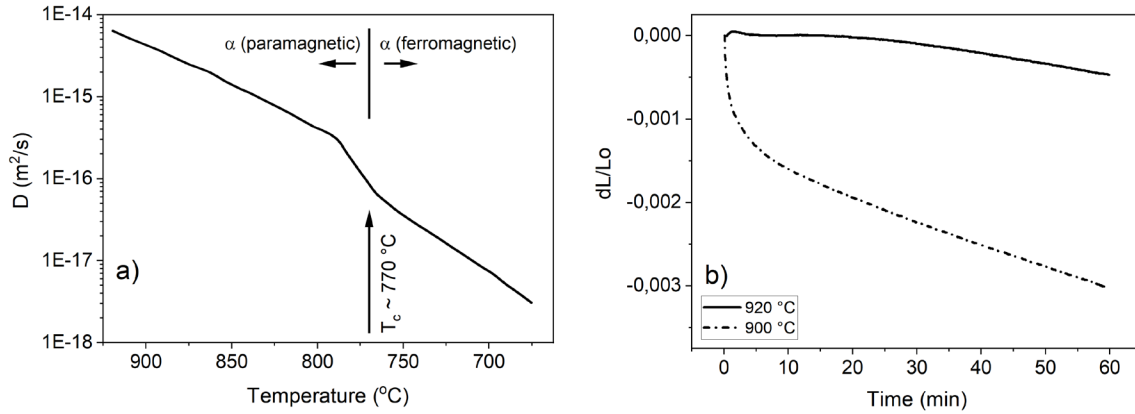 1E-14
1E-15
1E-16
1E-17
1E-18
D (m²/s)
α (paramagnetic)
α (ferromagnetic)
a)
T_c ~ 770 °C
900
850
800
750
700
Temperature (°C)
0,000
-0,001
-0,002
-0,003
dL/Lo
b)
920 °C
900 °C
0
10
20
30
40
50
60
Time (min)